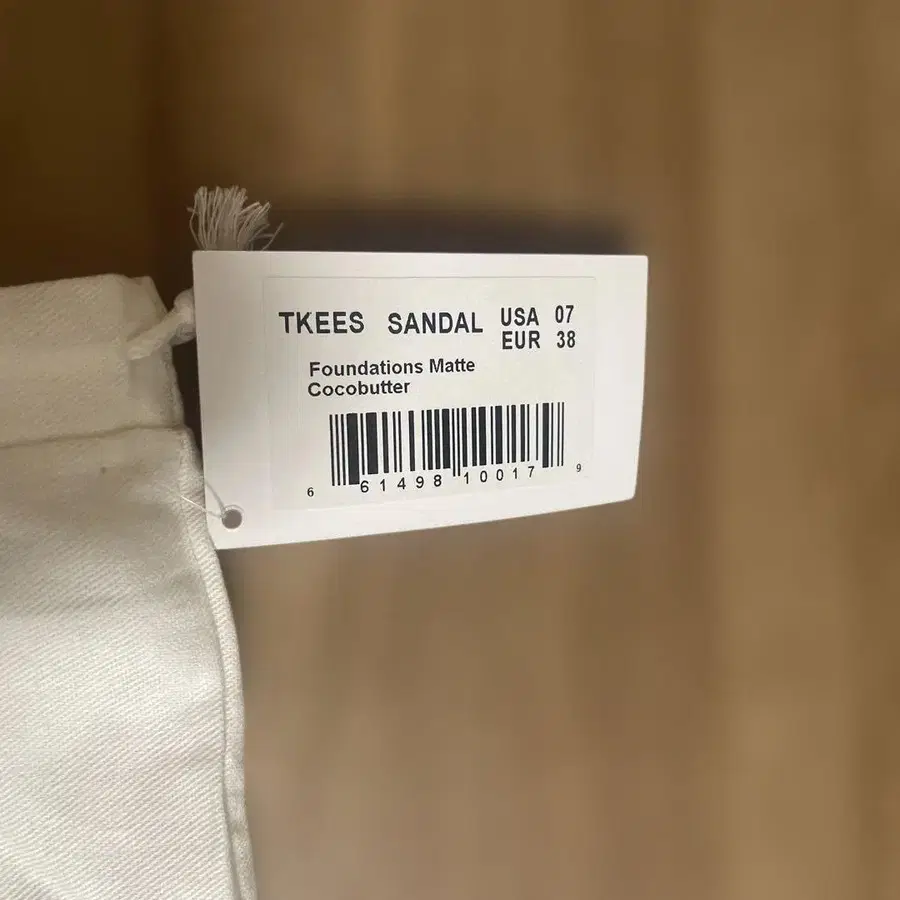 TKEES SANDAL USA 07
EUR 38
Foundations Matte
Cocobutter
6 61498 10017 9